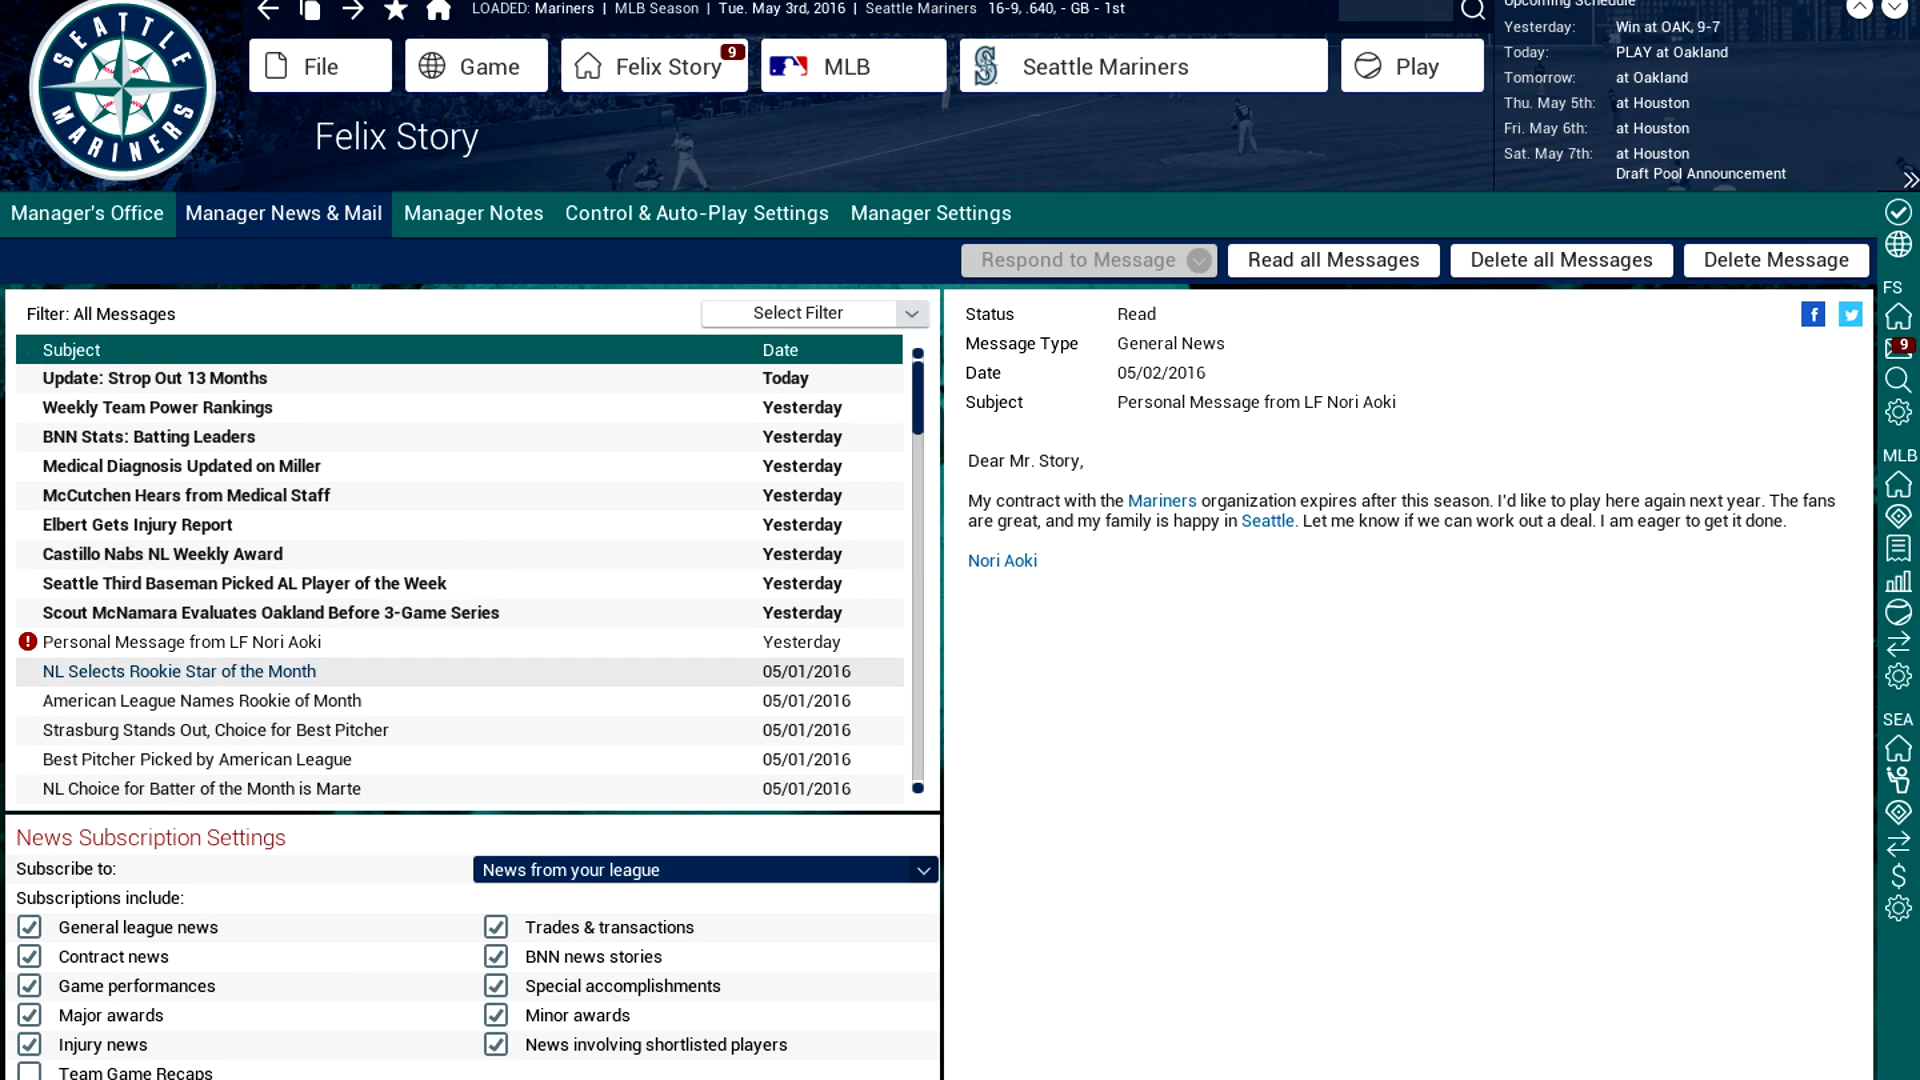 LOADED: Mariners | MLB Season | Tue. May 3rd, 2016 | Seattle Mariners 16-9, .640, - GB - 1st
Upcoming Schedule
Yesterday: Win at OAK, 9-7
Today: PLAY at Oakland
Tomorrow: at Oakland
Thu. May 5th: at Houston
Fri. May 6th: at Houston
Sat. May 7th: at Houston
Draft Pool Announcement
SEATTLE
MARINERS
File
Game
Felix Story 9
MLB
Seattle Mariners
Play
Felix Story
Manager's Office Manager News & Mail Manager Notes Control & Auto-Play Settings Manager Settings
Respond to Message Read all Messages Delete all Messages Delete Message
Filter: All Messages Select Filter
Subject Date
Update: Strop Out 13 Months Today
Weekly Team Power Rankings Yesterday
BNN Stats: Batting Leaders Yesterday
Medical Diagnosis Updated on Miller Yesterday
McCutchen Hears from Medical Staff Yesterday
Elbert Gets Injury Report Yesterday
Castillo Nabs NL Weekly Award Yesterday
Seattle Third Baseman Picked AL Player of the Week Yesterday
Scout McNamara Evaluates Oakland Before 3-Game Series Yesterday
Personal Message from LF Nori Aoki Yesterday
NL Selects Rookie Star of the Month 05/01/2016
American League Names Rookie of Month 05/01/2016
Strasburg Stands Out, Choice for Best Pitcher 05/01/2016
Best Pitcher Picked by American League 05/01/2016
NL Choice for Batter of the Month is Marte 05/01/2016
News Subscription Settings
Subscribe to: News from your league
Subscriptions include:
General league news Trades & transactions
Contract news BNN news stories
Game performances Special accomplishments
Major awards Minor awards
Injury news News involving shortlisted players
Team Game Recaps
Status Read
Message Type General News
Date 05/02/2016
Subject Personal Message from LF Nori Aoki
Dear Mr. Story,
My contract with the Mariners organization expires after this season. I'd like to play here again next year. The fans
are great, and my family is happy in Seattle. Let me know if we can work out a deal. I am eager to get it done.
Nori Aoki
FS
9
MLB
SEA